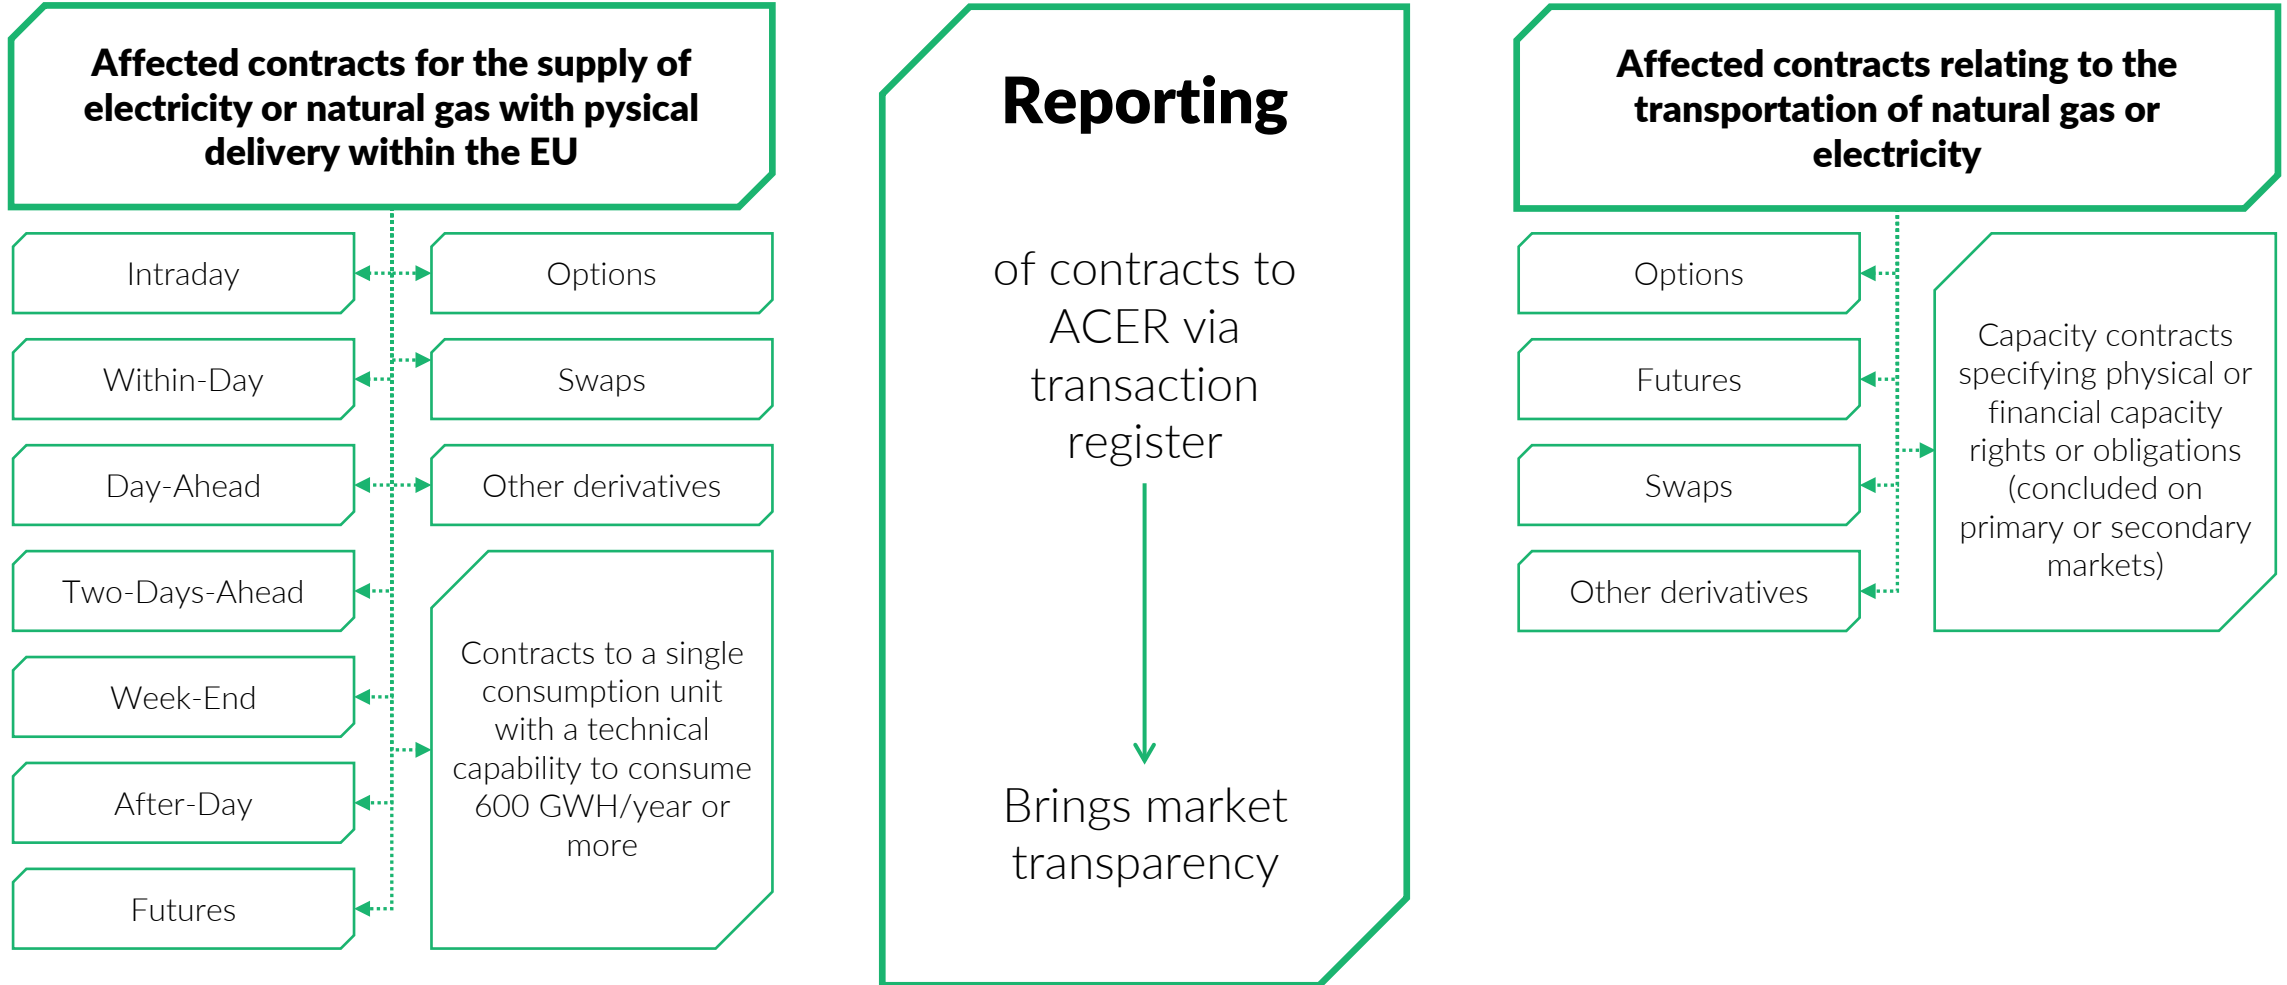 Affected contracts for the supply of
electricity or natural gas with pysical
delivery within the EU
Intraday
Within-Day
Day-Ahead
Two-Days-Ahead
Week-End
After-Day
Futures
Options
Swaps
Other derivatives
Contracts to a single
consumption unit
with a technical
capability to consume
600 GWH/year or
more
Reporting
of contracts to
ACER via
transaction
register
Brings market
transparency
Affected contracts relating to the
transportation of natural gas or
electricity
Options
Futures
Swaps
Other derivatives
Capacity contracts
specifying physical or
financial capacity
rights or obligations
(concluded on
primary or secondary
markets)